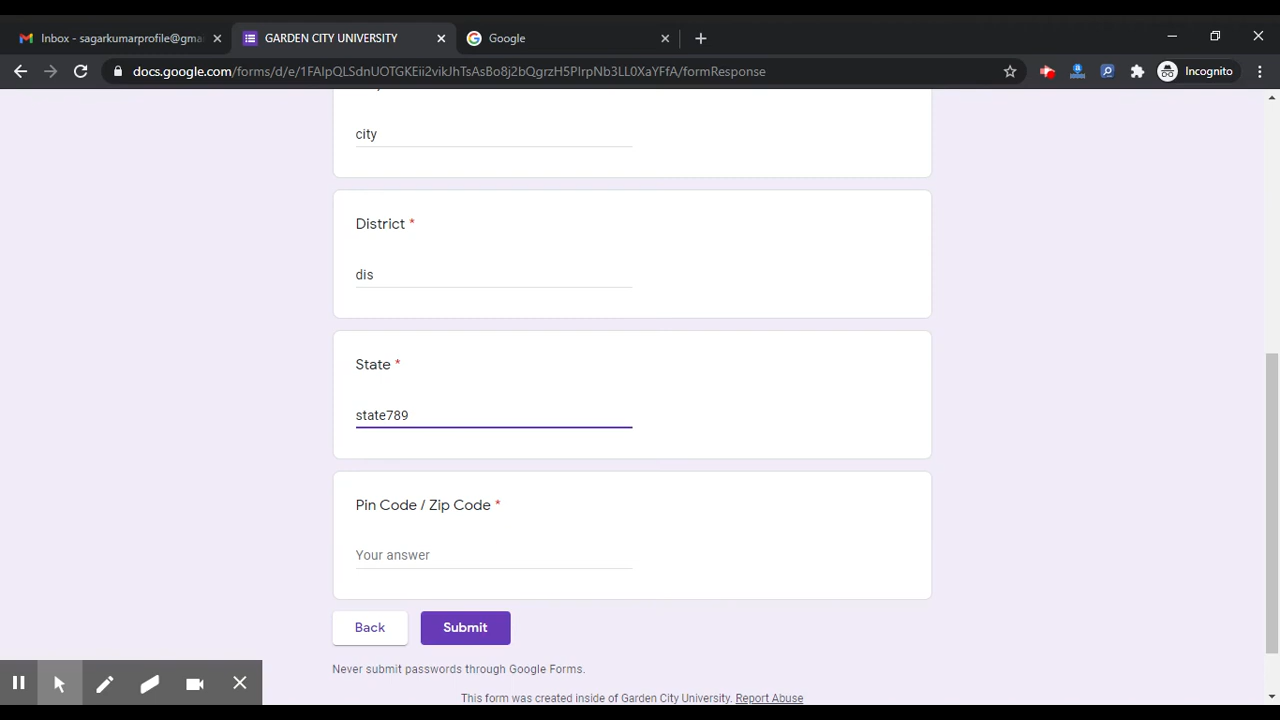 Inbox - sagarkumarprofile@gma
GARDEN CITY UNIVERSITY
Google
docs.google.com/forms/d/e/1FAIpQLSdnUOTGKEii2vikJhTsAsBo8j2bQgrzH5PIrpNb3LL0XaYFfA/formResponse
Incognito
city
District *
dis
State *
state789
Pin Code / Zip Code *
Your answer
Back
Submit
Never submit passwords through Google Forms.
This form was created inside of Garden City University. Report Abuse